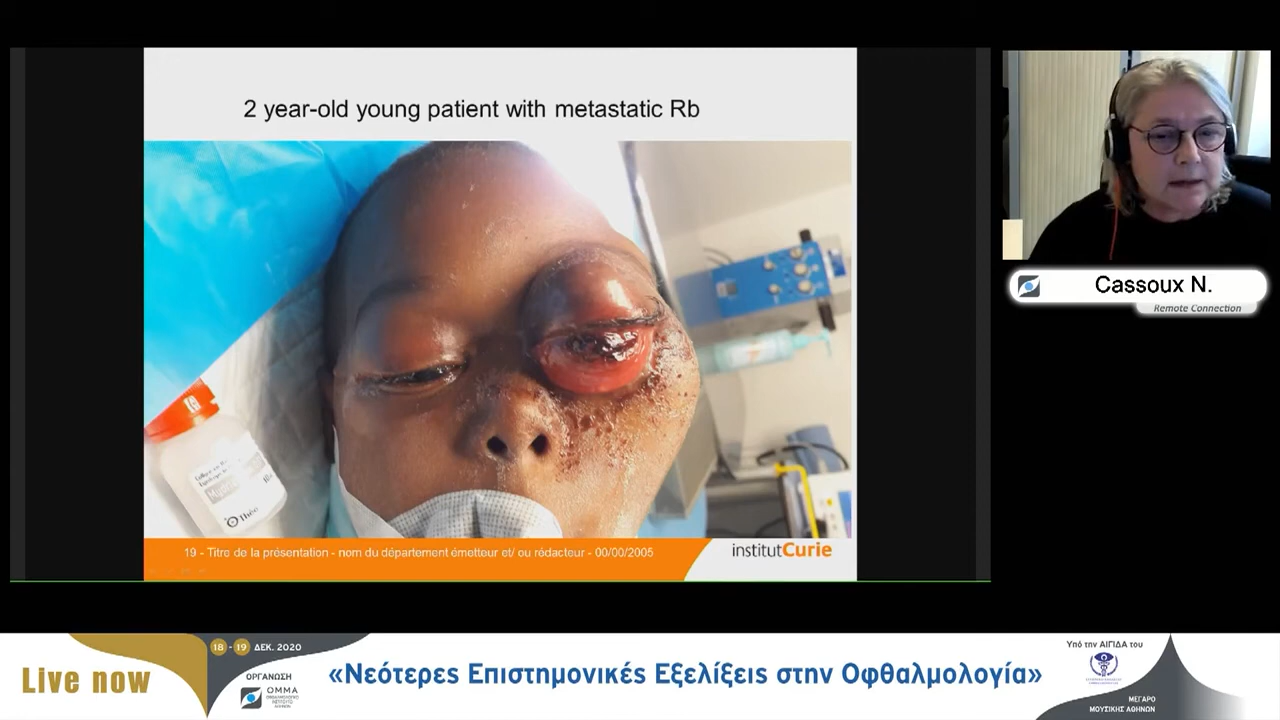 2 year-old young patient with metastatic Rb
Théa
19 - Titre de la présentation - nom du département émetteur et/ ou rédacteur - 00/00/2005
institutCurie
Cassoux N.
Remote Connection
Live now
18 - 19 ΔΕΚ. 2020
ΟΡΓΑΝΩΣΗ
ΟΜΜΑ
«Νεότερες Επιστημονικές Εξελίξεις στην Οφθαλμολογία»
Υπό την ΑΙΓΙΔΑ του
ΜΕΓΑΡΟ
ΜΟΥΣΙΚΗΣ ΑΘΗΝΩΝ